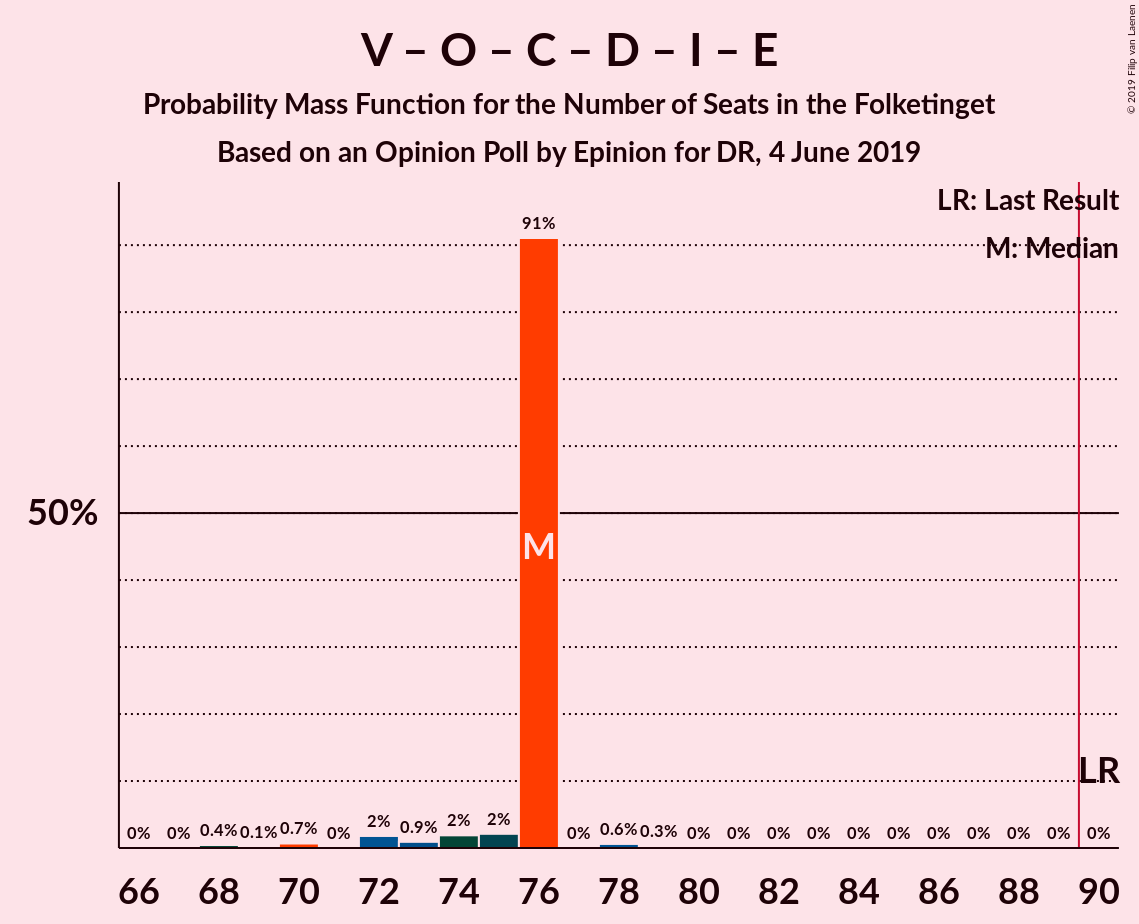 V – O – C – D – I – E
Probability Mass Function for the Number of Seats in the Folketinget
Based on an Opinion Poll by Epinion for DR, 4 June 2019
© 2019 Filip van Laenen
LR: Last Result
M: Median
91%
50%
M
LR
0% 0% 0.4% 0.1% 0.7% 0% 2% 0.9% 2% 2% 0% 0.6% 0.3% 0% 0% 0% 0% 0% 0% 0% 0% 0% 0% 0%
66 68 70 72 74 76 78 80 82 84 86 88 90